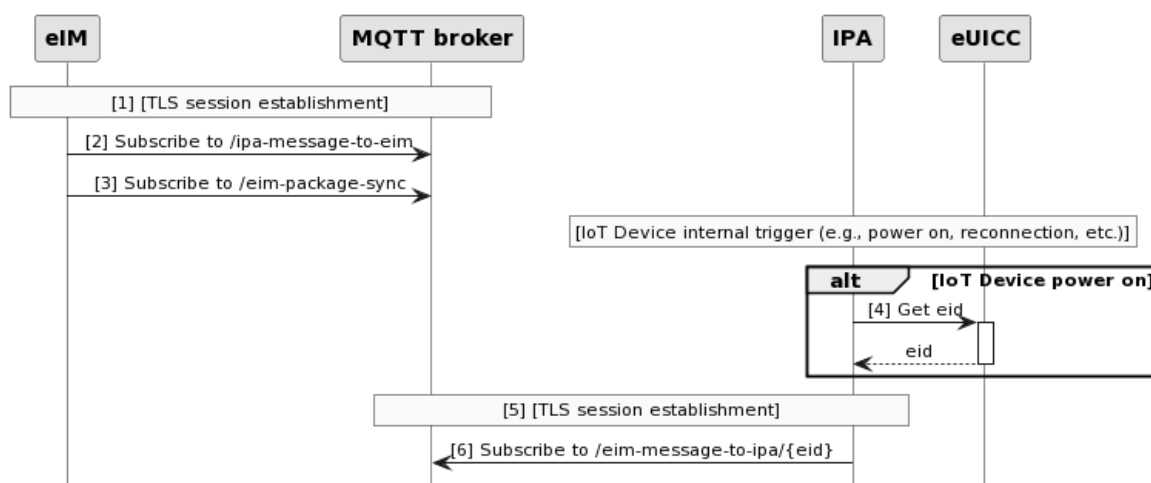 eIM
MQTT broker
IPA
eUICC
[1] [TLS session establishment]
[2] Subscribe to /ipa-message-to-eim
[3] Subscribe to /eim-package-sync
[IoT Device internal trigger (e.g., power on, reconnection, etc.)]
alt
[IoT Device power on]
[4] Get eid
eid
[5] [TLS session establishment]
[6] Subscribe to /eim-message-to-ipa/{eid}